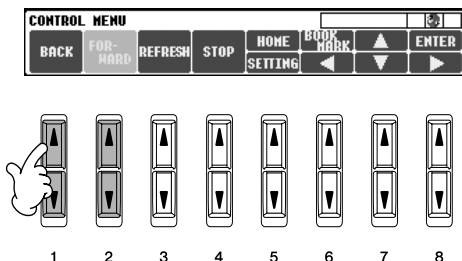 CONTROL MENU
BACK FOR-WARD REFRESH STOP HOME BOOK MARK ENTER
SETTING
1 2 3 4 5 6 7 8